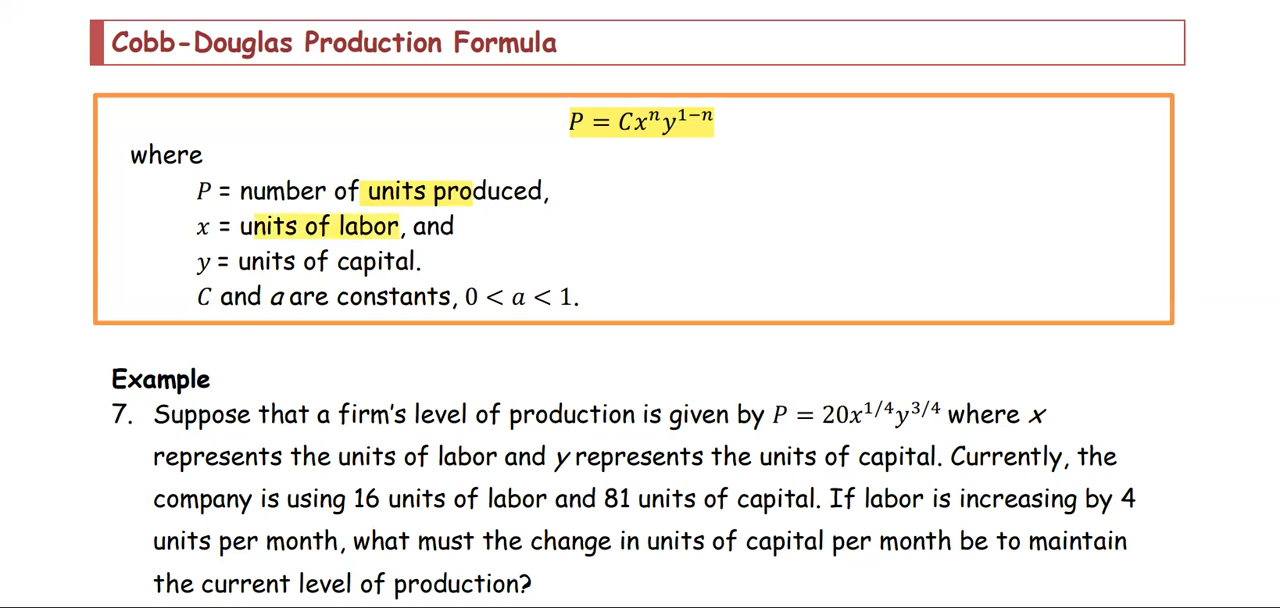 Cobb-Douglas Production Formula
P = Cxⁿy¹⁻ⁿ
where
P = number of units produced,
x = units of labor, and
y = units of capital.
C and a are constants, 0 < a < 1.
Example
7. Suppose that a firm's level of production is given by P = 20x^{1/4}y^{3/4} where x
represents the units of labor and y represents the units of capital. Currently, the
company is using 16 units of labor and 81 units of capital. If labor is increasing by 4
units per month, what must the change in units of capital per month be to maintain
the current level of production?